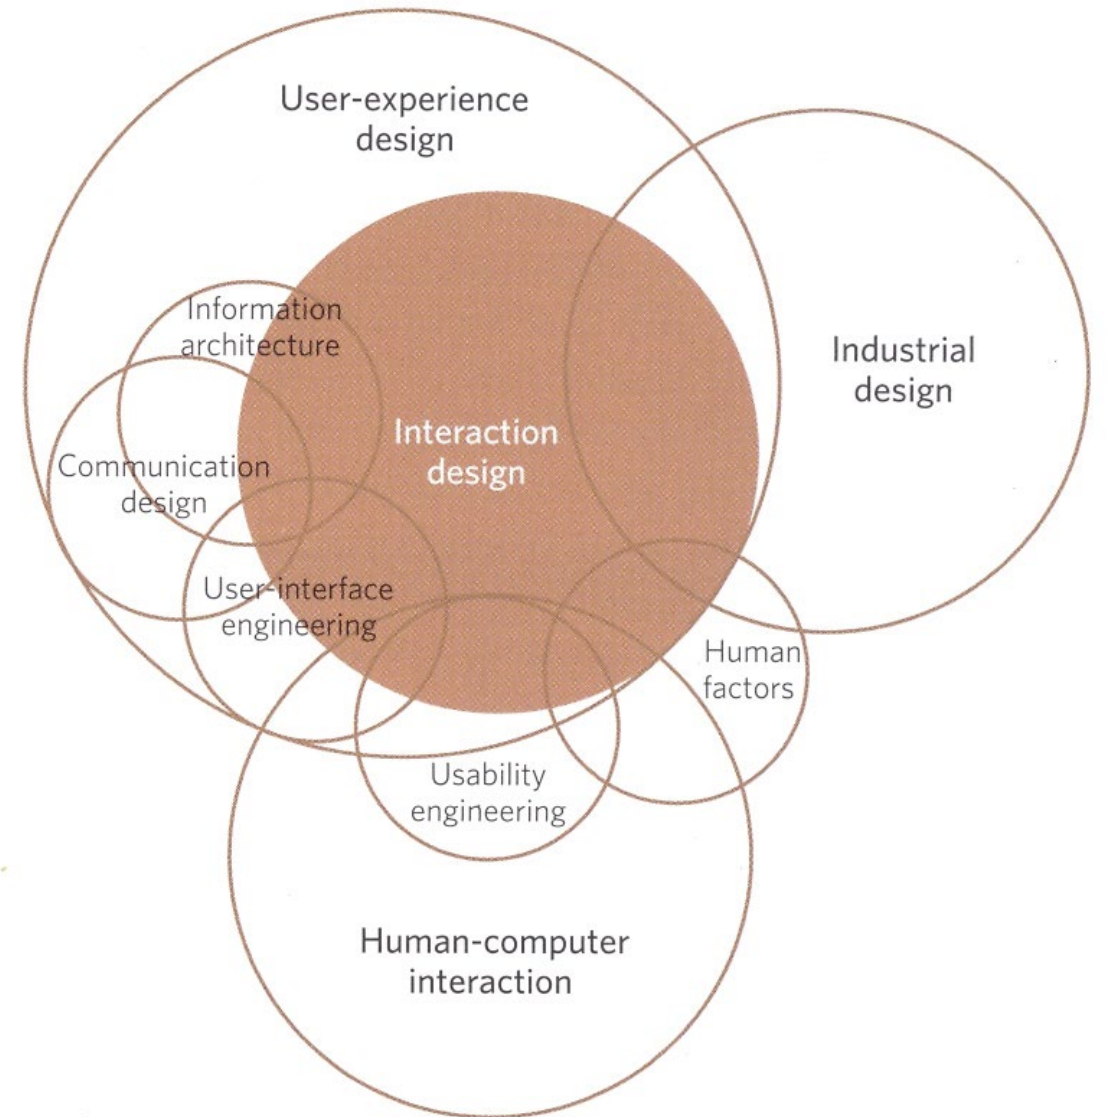 User-experience
design
Information
architecture
Industrial
design
Interaction
design
Communication
design
User-interface
engineering
Human
factors
Usability
engineering
Human-computer
interaction